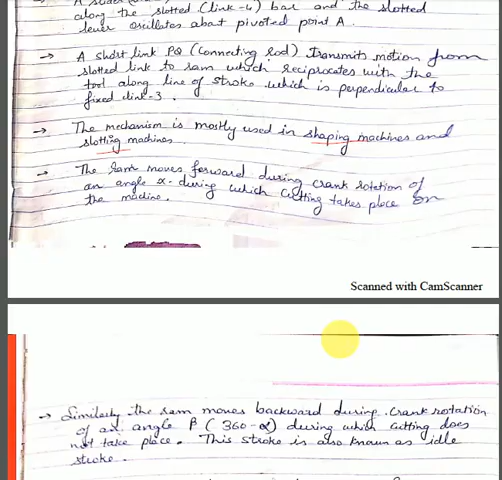 A slider
along the slotted (link-4) bar and the slotted
lever oscillates about pivoted point A.
→ A short link PQ (Connecting Rod) Transmits motion from
slotted link to ram which reciprocates with the
tool along line of stroke which is perpendicular to
fixed link-3.
→ The mechanism is mostly used in shaping machines and
slotting machines.
→ The Ram moves forward during crank rotation of
an angle α during which cutting takes place on
the machine.
Scanned with CamScanner
→ Similarly the ram moves backward during crank rotation
of an angle β (360-α) during which cutting does
not take place. This stroke is also known as idle
stroke.